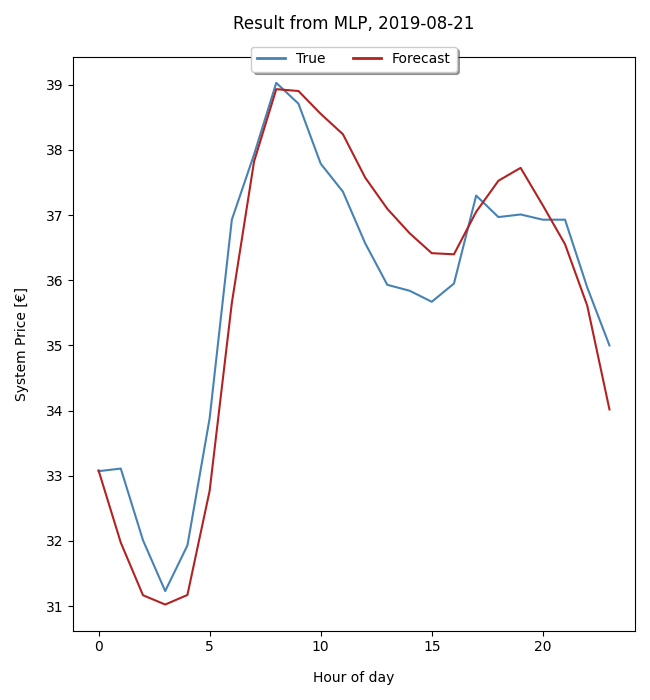 Result from MLP, 2019-08-21
True Forecast
39
38
37
36
35
34
33
32
31
System Price [€]
0 5 10 15 20
Hour of day